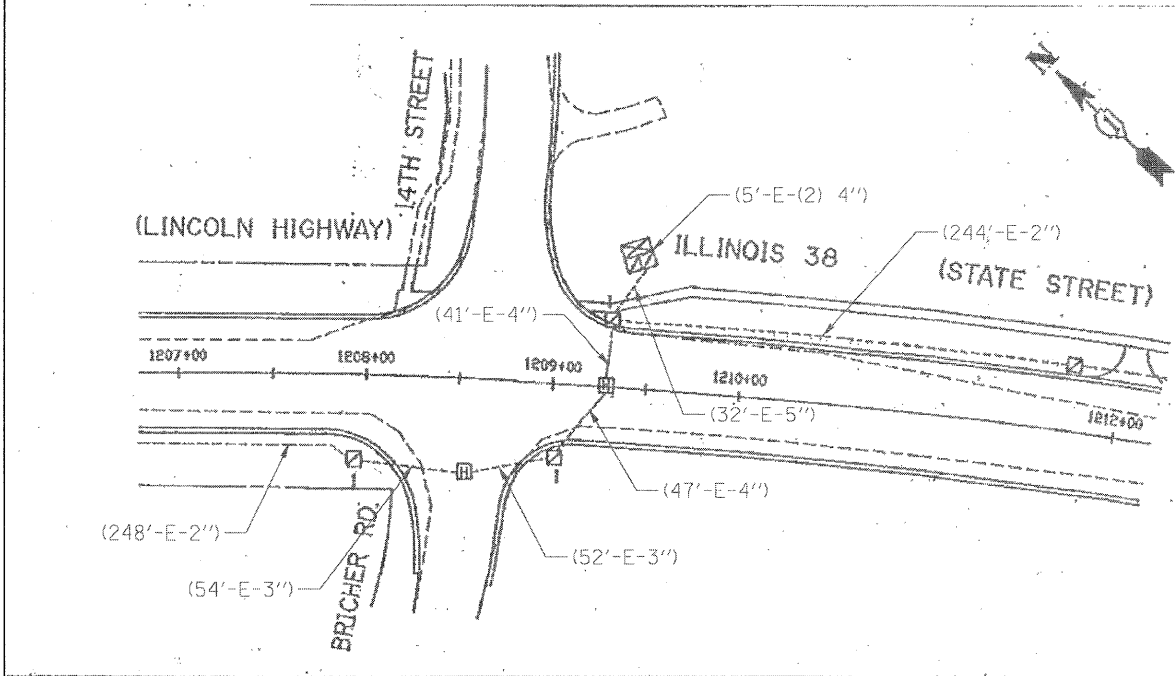 N
14TH STREET
(LINCOLN HIGHWAY)
(5'-E-(2) 4'')
ILLINOIS 38
(244'-E-2'')
(STATE STREET)
(41'-E-4'')
1207+00
1208+00
1209+00
1210+00
1212+00
H
(32'-E-5'')
H
(47'-E-4'')
(248'-E-2'')
(52'-E-3'')
(54'-E-3'')
BRICHER RD.